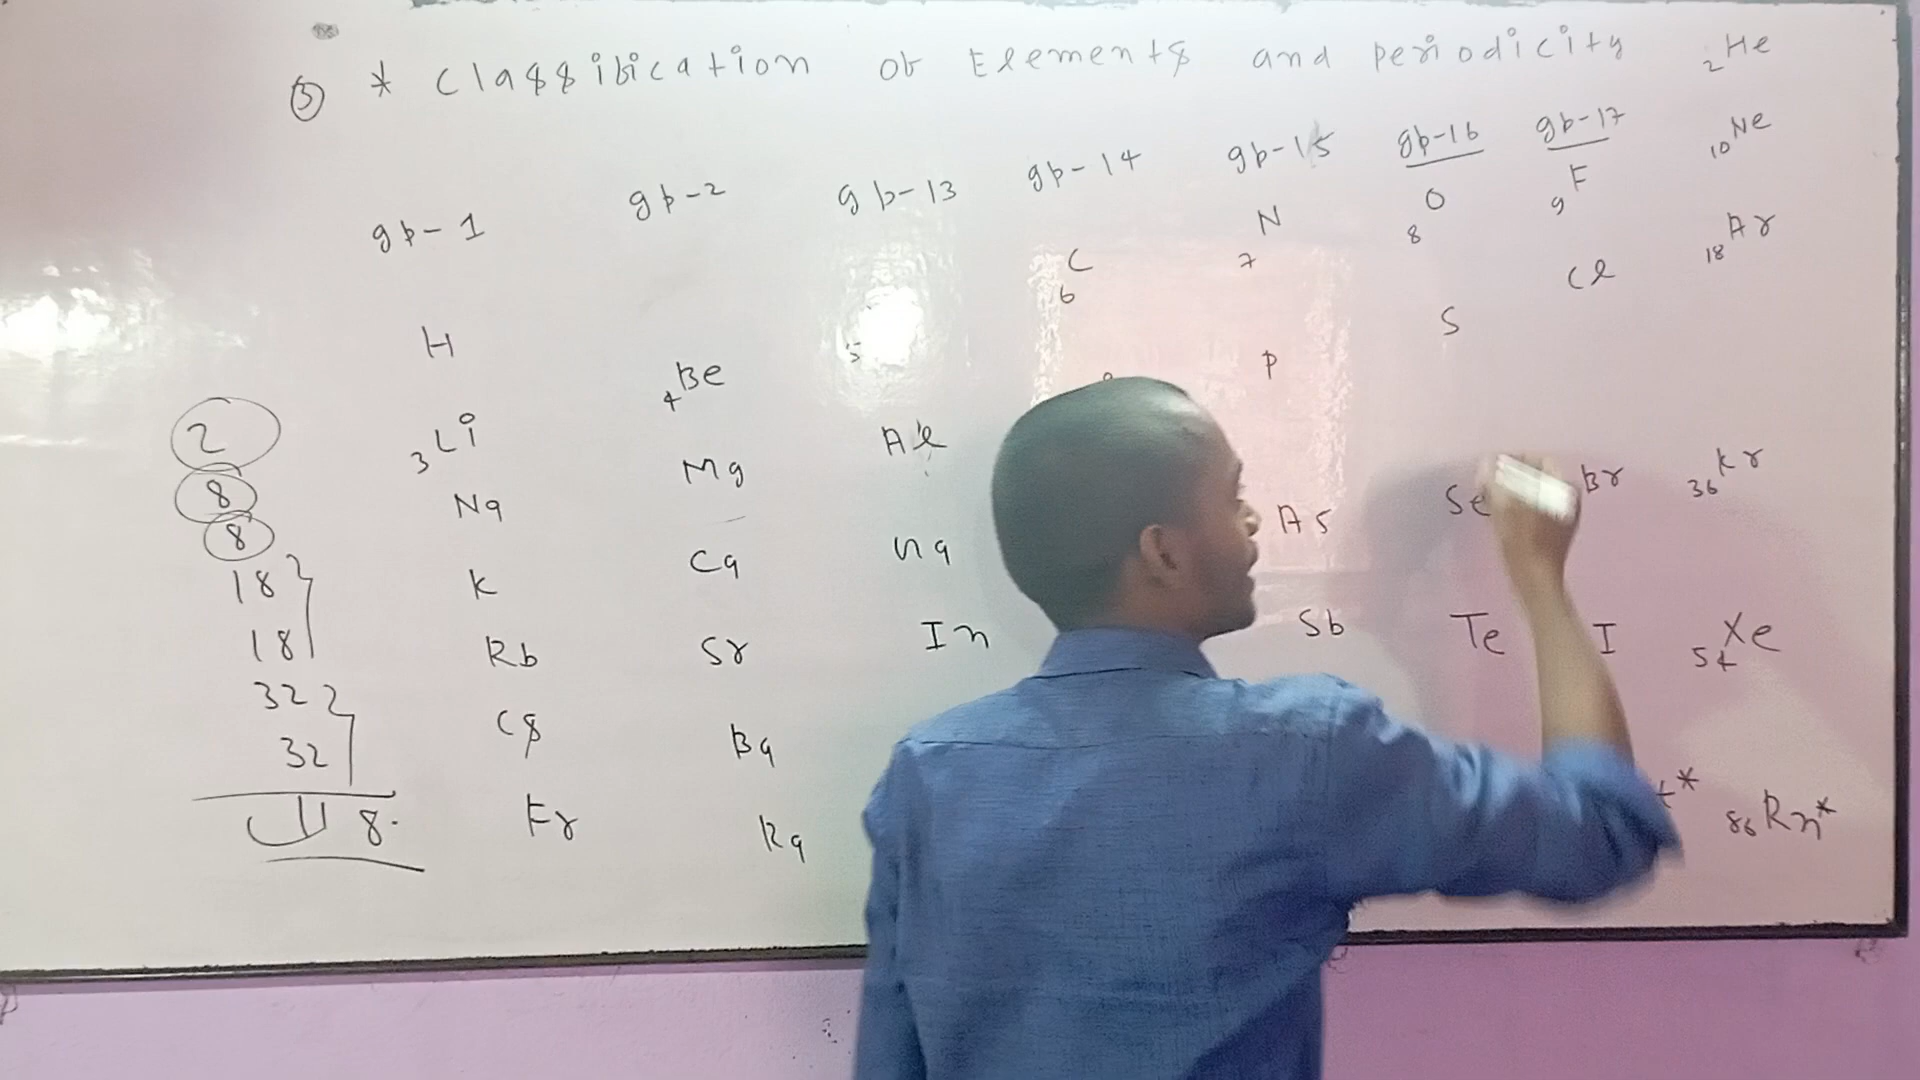 ③ * Classification of Elements and periodicity 2He
gp-1 gp-2 gp-13 gp-14 gp-15 gp-16 gp-17 10Ne
C 6 N 7 O 8 F 9
H 5 P S Cl 18Ar
2 3Li 4Be Al
8 Na Mg As Se Br 36Kr
8
18 K Ca Ga
18 Rb Sr In Sb Te I 54Xe
32 Cs Ba
32 * 86Rn*
118. Fr Ra